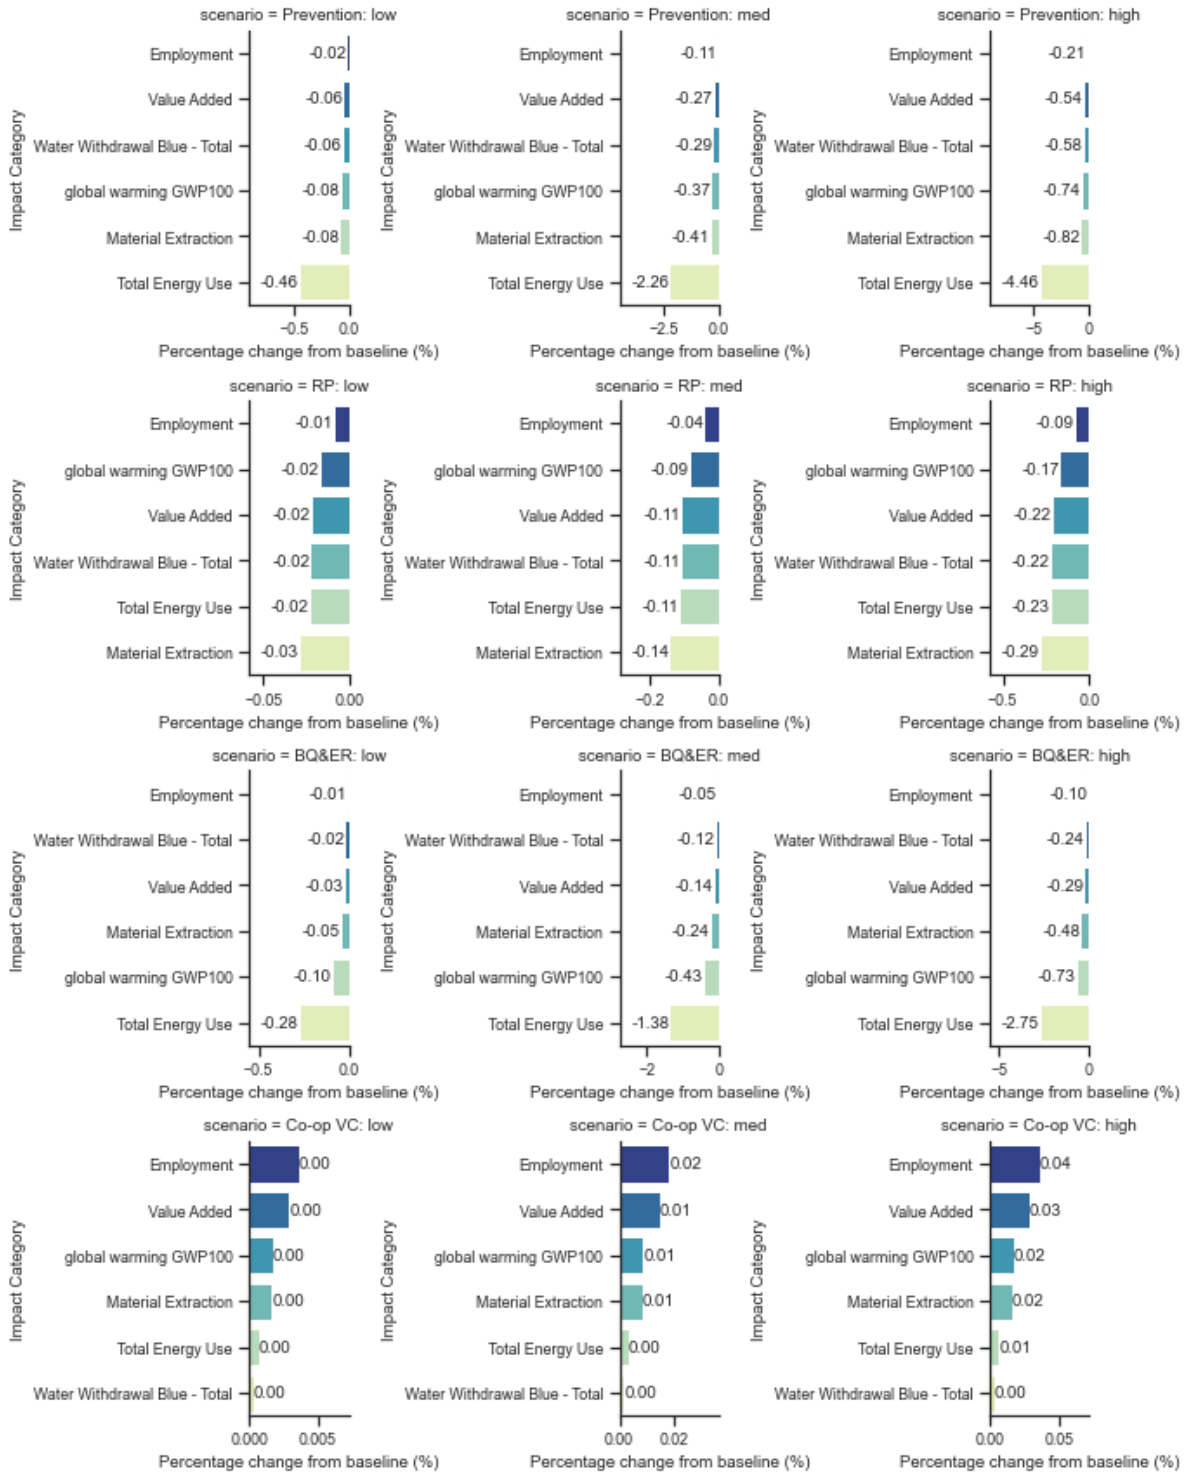 scenario = Prevention: low
scenario = Prevention: med
scenario = Prevention: high
Impact Category
Employment
-0.02
Value Added
-0.06
Water Withdrawal Blue - Total
-0.06
global warming GWP100
-0.08
Material Extraction
-0.08
Total Energy Use
-0.46
−0.5
0.0
Percentage change from baseline (%)
Impact Category
Employment
-0.11
Value Added
-0.27
Water Withdrawal Blue - Total
-0.29
global warming GWP100
-0.37
Material Extraction
-0.41
Total Energy Use
-2.26
−2.5
0.0
Percentage change from baseline (%)
Impact Category
Employment
-0.21
Value Added
-0.54
Water Withdrawal Blue - Total
-0.58
global warming GWP100
-0.74
Material Extraction
-0.82
Total Energy Use
-4.46
−5
0
Percentage change from baseline (%)
scenario = RP: low
scenario = RP: med
scenario = RP: high
Impact Category
Employment
-0.01
global warming GWP100
-0.02
Value Added
-0.02
Water Withdrawal Blue - Total
-0.02
Total Energy Use
-0.02
Material Extraction
-0.03
−0.05
0.00
Percentage change from baseline (%)
Impact Category
Employment
-0.04
global warming GWP100
-0.09
Value Added
-0.11
Water Withdrawal Blue - Total
-0.11
Total Energy Use
-0.11
Material Extraction
-0.14
−0.2
0.0
Percentage change from baseline (%)
Impact Category
Employment
-0.09
global warming GWP100
-0.17
Value Added
-0.22
Water Withdrawal Blue - Total
-0.22
Total Energy Use
-0.23
Material Extraction
-0.29
−0.5
0.0
Percentage change from baseline (%)
scenario = BQ&ER: low
scenario = BQ&ER: med
scenario = BQ&ER: high
Impact Category
Employment
-0.01
Water Withdrawal Blue - Total
-0.02
Value Added
-0.03
Material Extraction
-0.05
global warming GWP100
-0.10
Total Energy Use
-0.28
−0.5
0.0
Percentage change from baseline (%)
Impact Category
Employment
-0.05
Water Withdrawal Blue - Total
-0.12
Value Added
-0.14
Material Extraction
-0.24
global warming GWP100
-0.43
Total Energy Use
-1.38
−2
0
Percentage change from baseline (%)
Impact Category
Employment
-0.10
Water Withdrawal Blue - Total
-0.24
Value Added
-0.29
Material Extraction
-0.48
global warming GWP100
-0.73
Total Energy Use
-2.75
−5
0
Percentage change from baseline (%)
scenario = Co-op VC: low
scenario = Co-op VC: med
scenario = Co-op VC: high
Impact Category
Employment
0.00
Value Added
0.00
global warming GWP100
0.00
Material Extraction
0.00
Total Energy Use
0.00
Water Withdrawal Blue - Total
0.00
0.000
0.005
Percentage change from baseline (%)
Impact Category
Employment
0.02
Value Added
0.01
global warming GWP100
0.01
Material Extraction
0.01
Total Energy Use
0.00
Water Withdrawal Blue - Total
0.00
0.00
0.02
Percentage change from baseline (%)
Impact Category
Employment
0.04
Value Added
0.03
global warming GWP100
0.02
Material Extraction
0.02
Total Energy Use
0.01
Water Withdrawal Blue - Total
0.00
0.00
0.05
Percentage change from baseline (%)